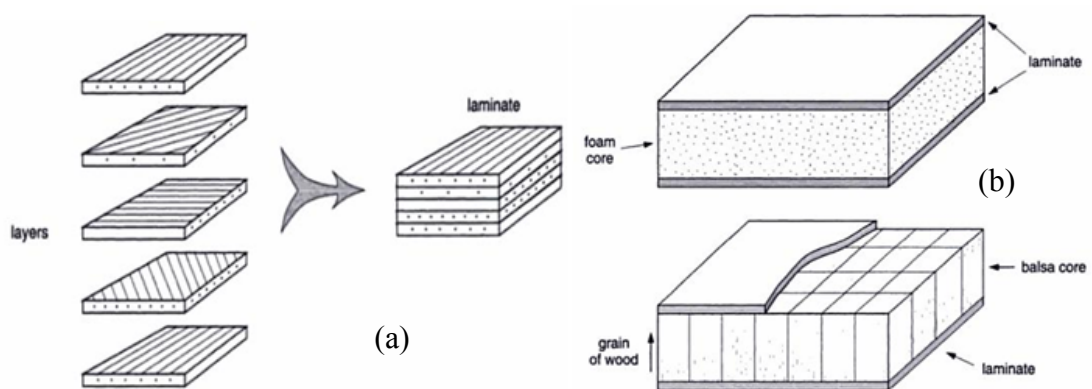 layers
laminate
(a)
laminate
foam
core
(b)
balsa core
grain
of wood
laminate